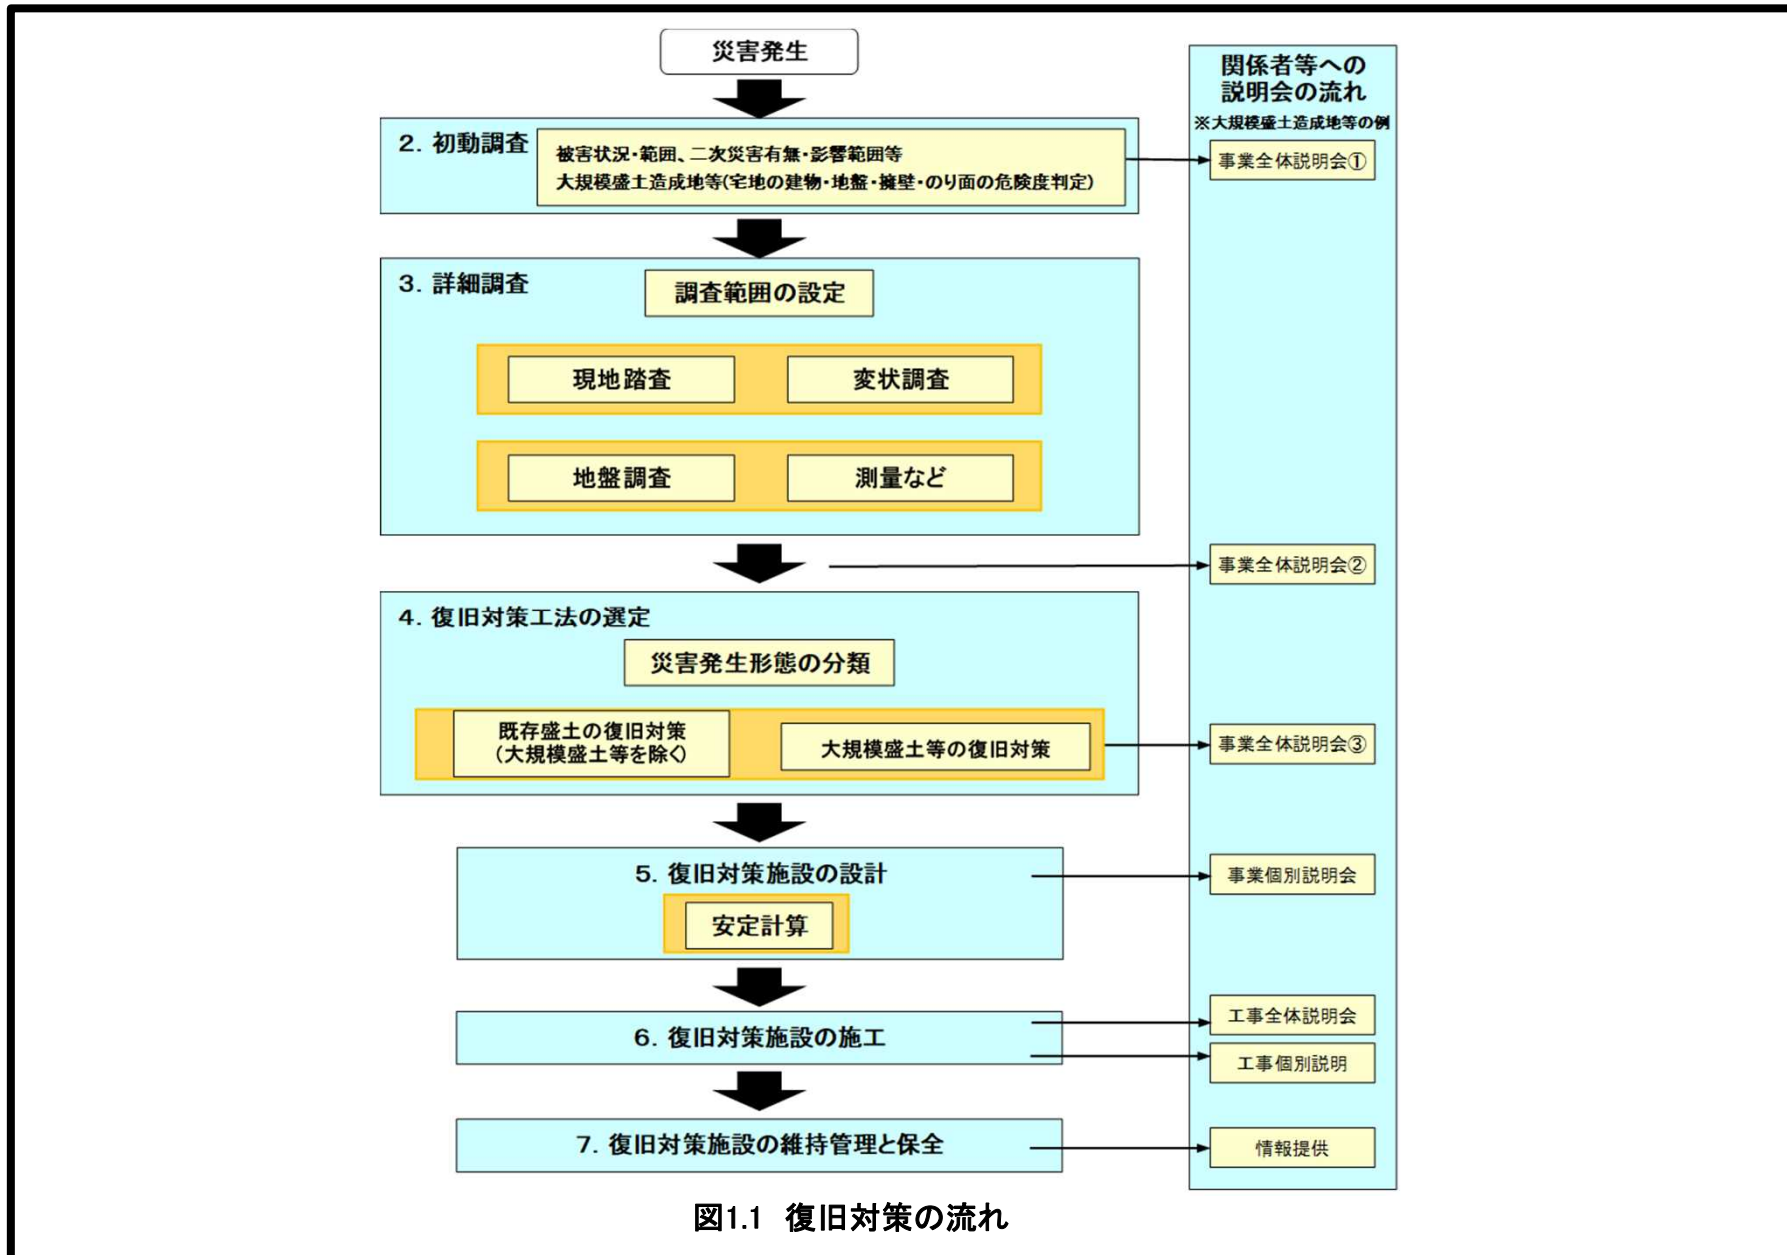 災害発生
2. 初動調査
被害状況・範囲、二次災害有無・影響範囲等
大規模盛土造成地等(宅地の建物・地盤・擁壁・のり面の危険度判定)
3. 詳細調査
調査範囲の設定
現地踏査
変状調査
地盤調査
測量など
4. 復旧対策工法の選定
災害発生形態の分類
既存盛土の復旧対策
(大規模盛土等を除く)
大規模盛土等の復旧対策
5. 復旧対策施設の設計
安定計算
6. 復旧対策施設の施工
7. 復旧対策施設の維持管理と保全
関係者等への
説明会の流れ
※大規模盛土造成地等の例
事業全体説明会①
事業全体説明会②
事業全体説明会③
事業個別説明会
工事全体説明会
工事個別説明
情報提供
図1.1 復旧対策の流れ